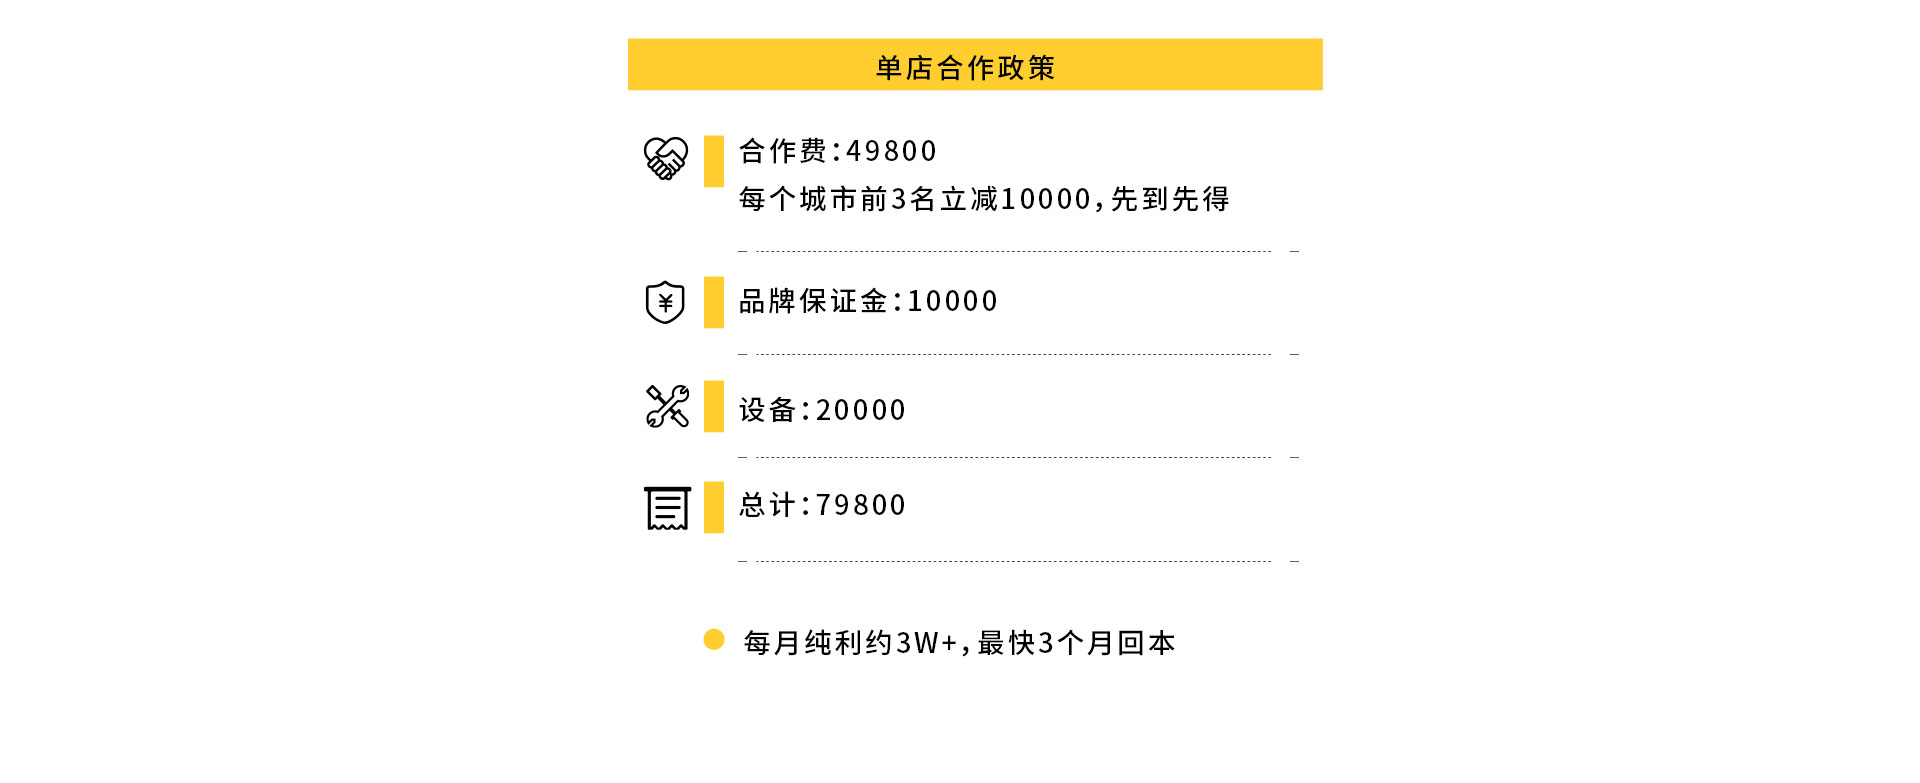 单店合作政策
合作费：49800
每个城市前3名立减10000，先到先得
品牌保证金：10000
设备：20000
总计：79800
每月纯利约3W+，最快3个月回本